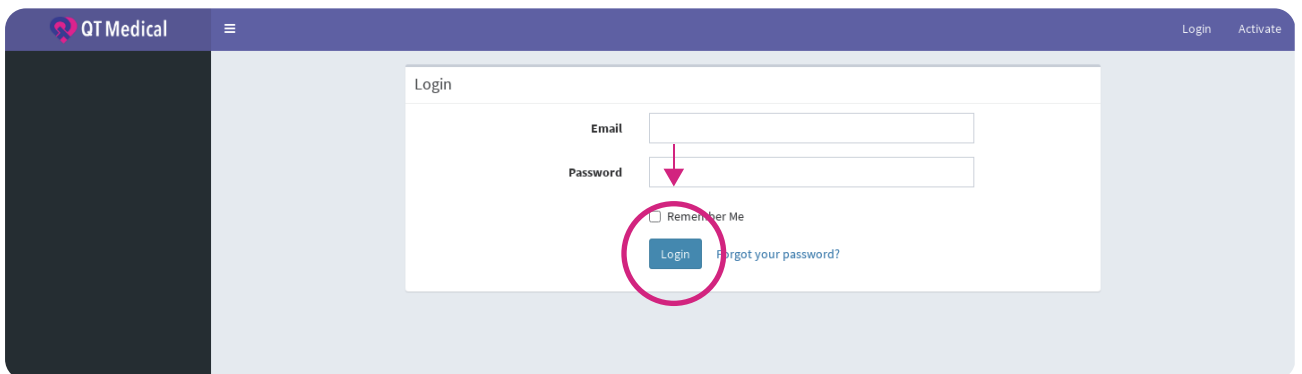 QT Medical
Login Activate
Login
Email
Password
Remember Me
Login Forgot your password?